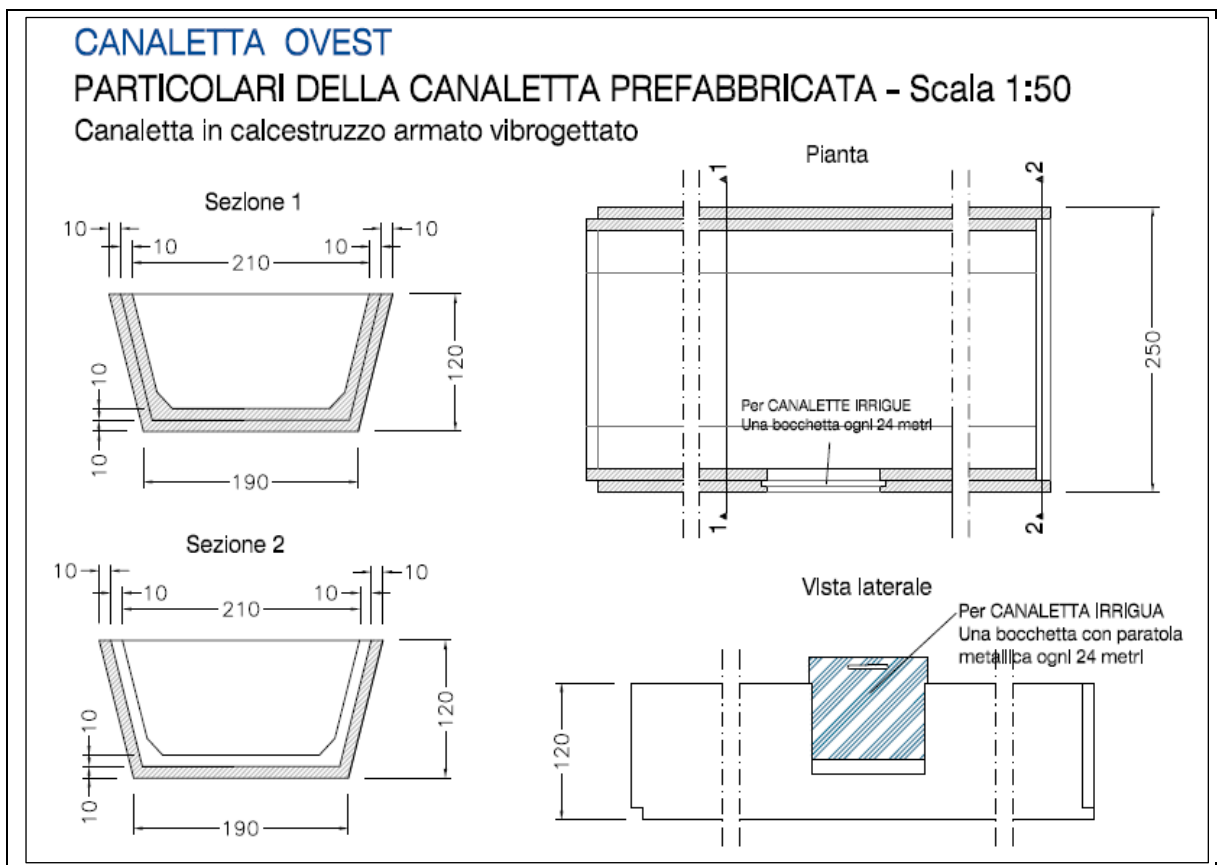 CANALETTA OVEST
PARTICOLARI DELLA CANALETTA PREFABBRICATA - Scala 1:50
Canaletta in calcestruzzo armato vibrogettato
Sezione 1
10
10
10
10
210
120
10
10
190
Pianta
1
2
250
Per CANALETTE IRRIGUE
Una bocchetta ogni 24 metri
1
2
Sezione 2
10
10
10
10
210
120
10
10
190
Vista laterale
Per CANALETTA IRRIGUA
Una bocchetta con paratola
metallica ogni 24 metri
120